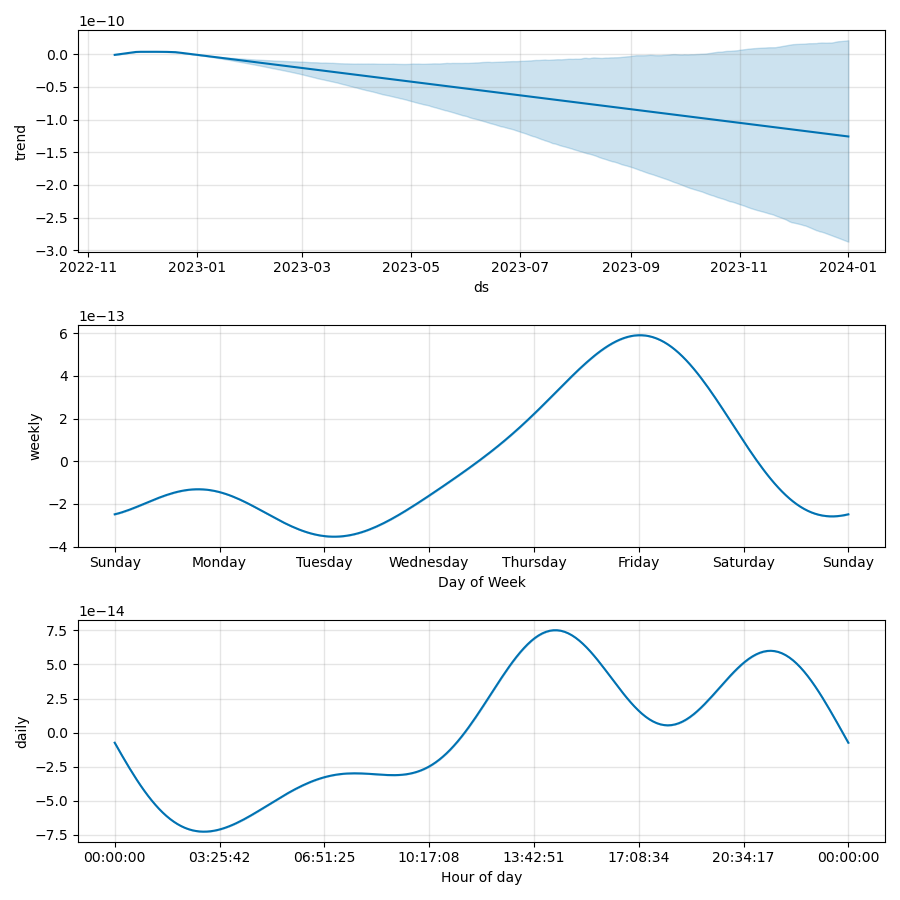 1e−10
0.0
−0.5
−1.0
−1.5
−2.0
−2.5
−3.0
trend
2022-11 2023-01 2023-03 2023-05 2023-07 2023-09 2023-11 2024-01
ds
1e−13
6
4
2
0
−2
−4
weekly
Sunday Monday Tuesday Wednesday Thursday Friday Saturday Sunday
Day of Week
1e−14
7.5
5.0
2.5
0.0
−2.5
−5.0
−7.5
daily
00:00:00 03:25:42 06:51:25 10:17:08 13:42:51 17:08:34 20:34:17 00:00:00
Hour of day